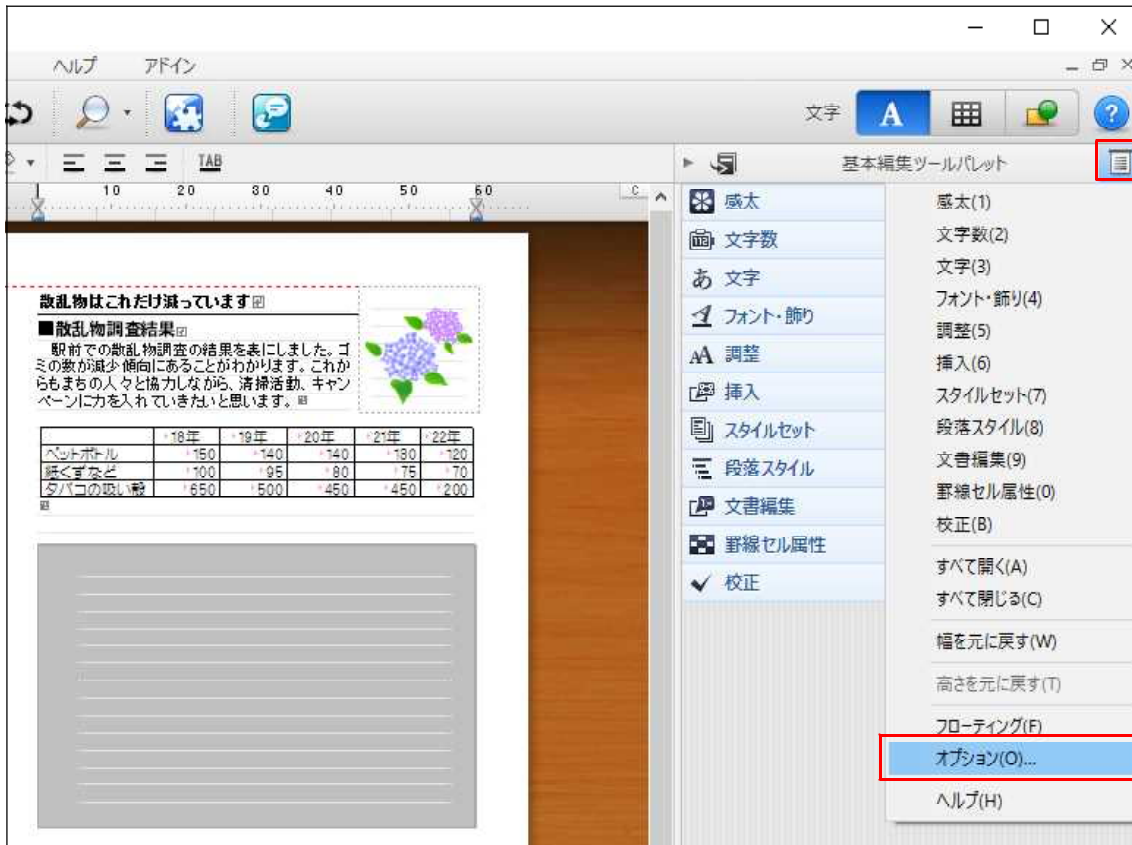 ヘルプ アドイン
文字 A ?
TAB
10 20 30 40 50 60 C
基本編集ツールパレット
散乱物はこれだけ減っています
■散乱物調査結果
駅前での散乱物調査の結果を表にしました。ゴ
ミの数が減少傾向にあることがわかります。これか
らもまちの人々と協力しながら、清掃活動、キャン
ペーンに力を入れていきたいと思います。
18年 19年 20年 21年 22年
ペットボトル 150 140 140 130 120
紙くずなど 100 95 80 75 70
タバコの吸い殻 650 500 450 450 200
感太
文字数
あ 文字
フォント・飾り
AA 調整
挿入
スタイルセット
段落スタイル
文書編集
罫線セル属性
校正
感太(1)
文字数(2)
文字(3)
フォント・飾り(4)
調整(5)
挿入(6)
スタイルセット(7)
段落スタイル(8)
文書編集(9)
罫線セル属性(0)
校正(B)
すべて開く(A)
すべて閉じる(C)
幅を元に戻す(W)
高さを元に戻す(T)
フローティング(F)
オプション(O)...
ヘルプ(H)